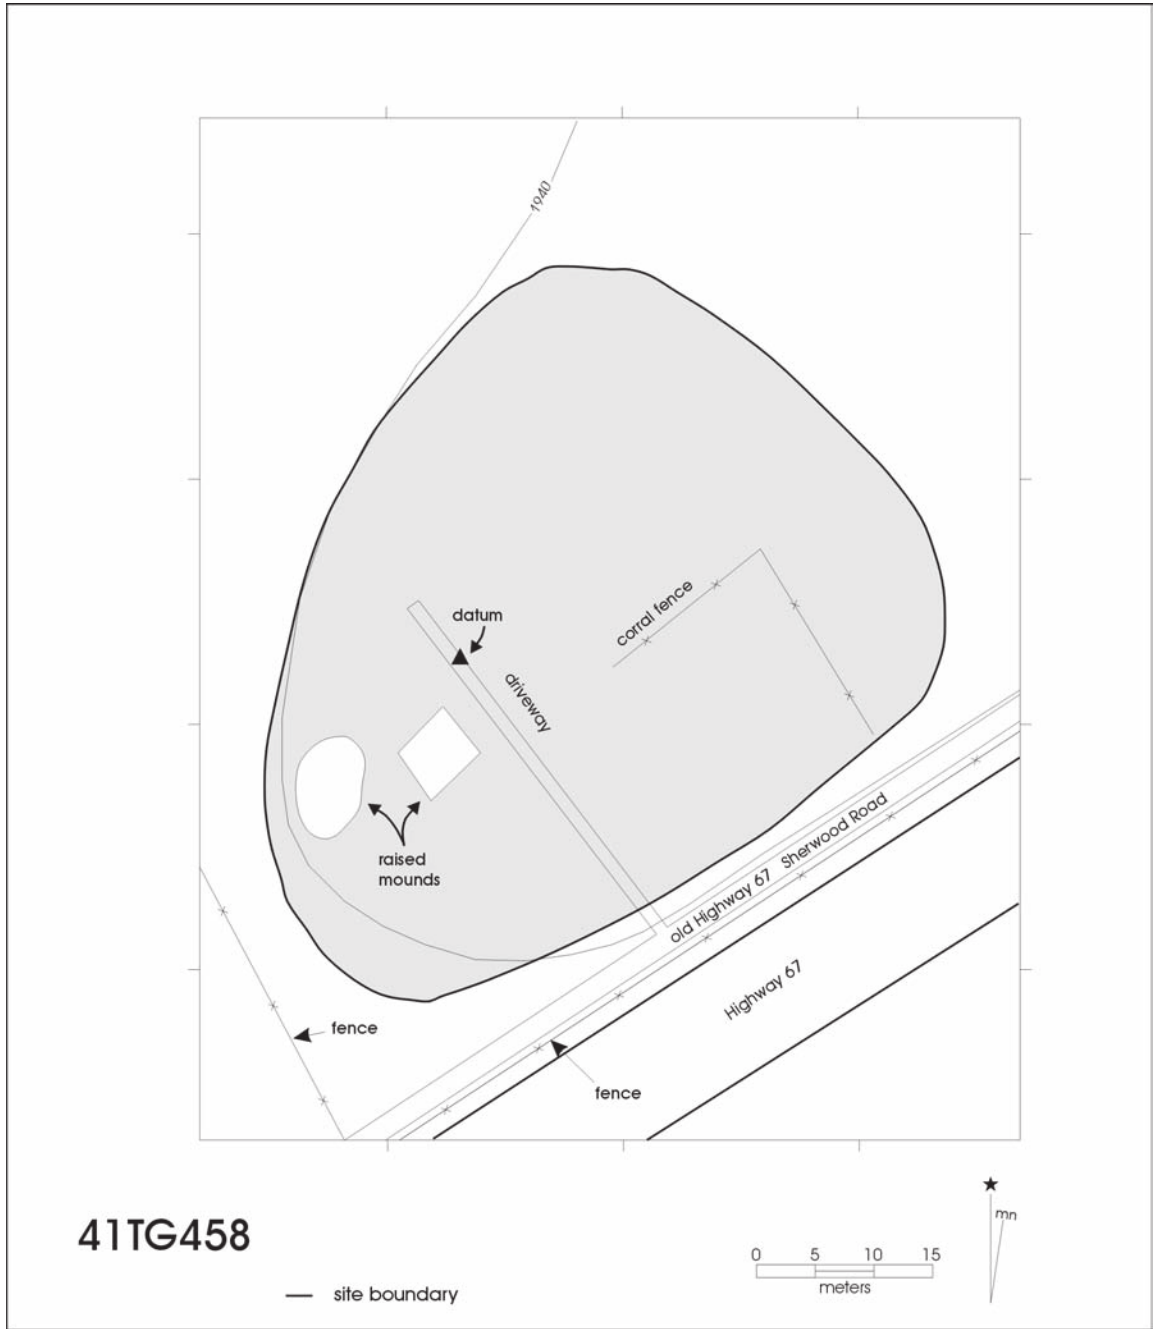 1940
datum
driveway
corral fence
raised
mounds
old Highway 67 Sherwood Road
Highway 67
fence
fence
41TG458
site boundary
0 5 10 15
meters
mn